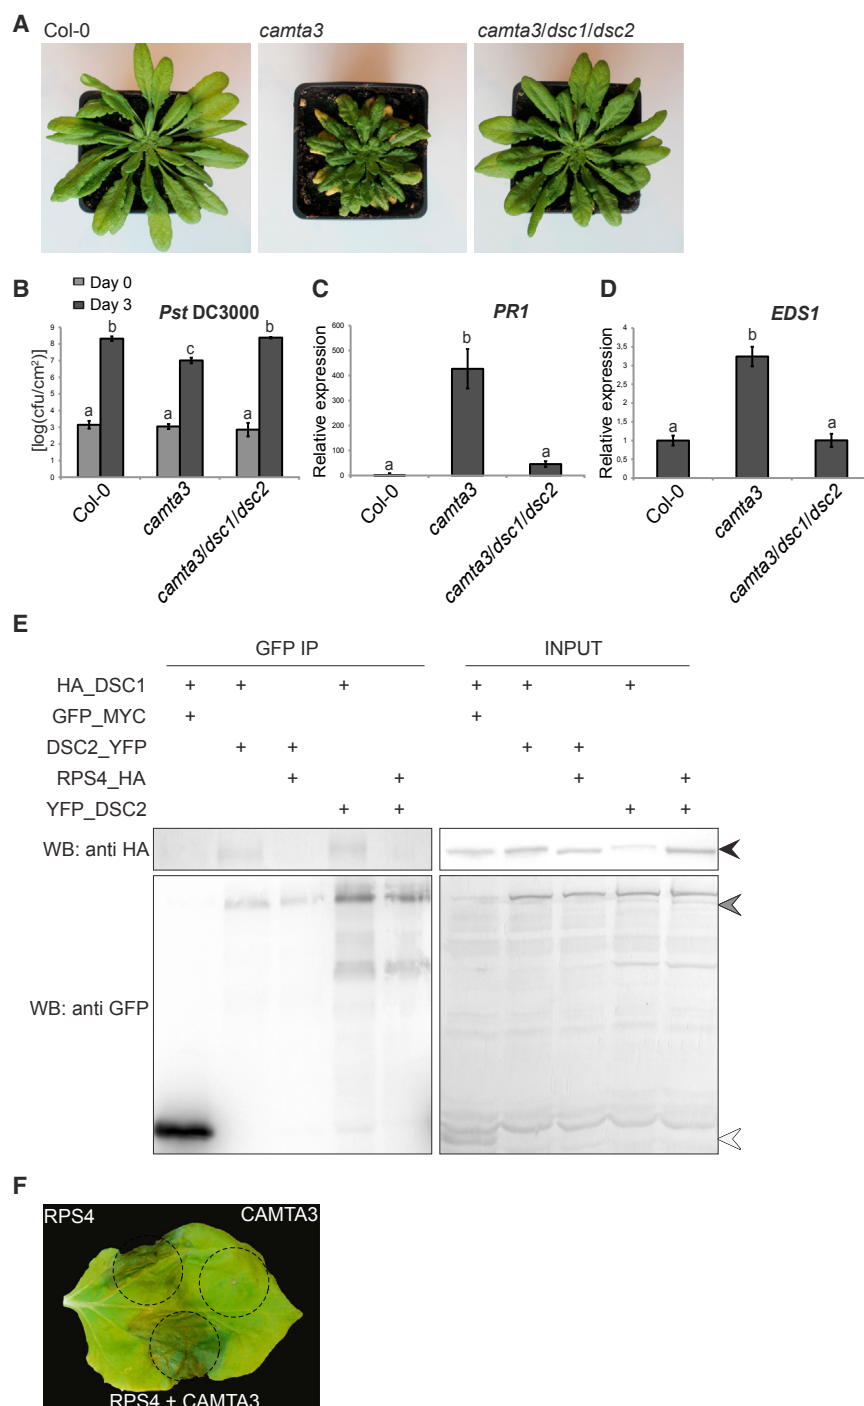 A
Col-0
camta3
camta3/dsc1/dsc2
B
Day 0
Day 3
Pst DC3000
[log(cfu/cm²)]
9
8
7
6
5
4
3
2
1
0
a
b
a
c
a
b
Col-0
camta3
camta3/dsc1/dsc2
C
PR1
Relative expression
600
500
400
300
200
100
0
a
b
a
Col-0
camta3
camta3/dsc1/dsc2
D
EDS1
Relative expression
4
3,5
3
2,5
2
1,5
1
0,5
0
a
b
a
Col-0
camta3
camta3/dsc1/dsc2
E
GFP IP
INPUT
HA_DSC1 + + + + + +
GFP_MYC + +
DSC2_YFP + + + +
RPS4_HA + + + +
YFP_DSC2 + + + +
WB: anti HA
WB: anti GFP
F
RPS4
CAMTA3
RPS4 + CAMTA3